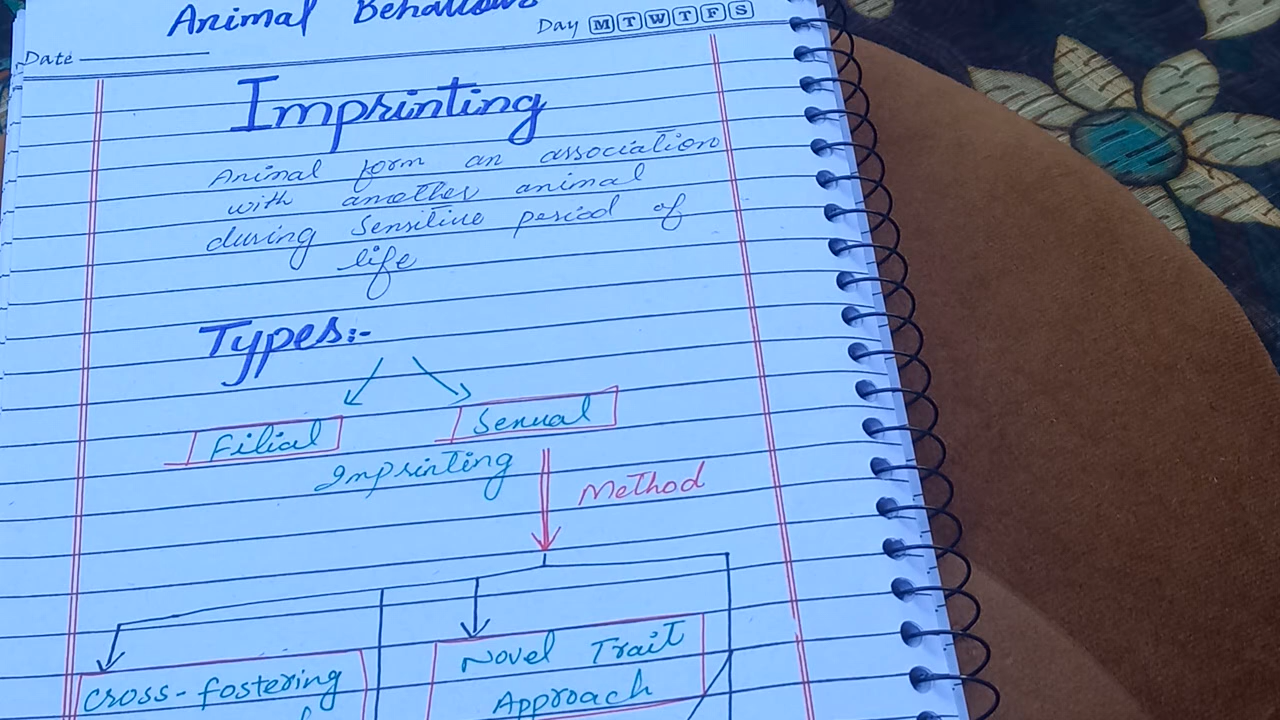 Animal Behaviour
Day M T W T F S
Date
Imprinting
Animal form an association
with another animal
during Sensitive period of
life
Types:-
Filial
Sexual
Imprinting
Method
Novel Trait
Approach
Cross-fostering